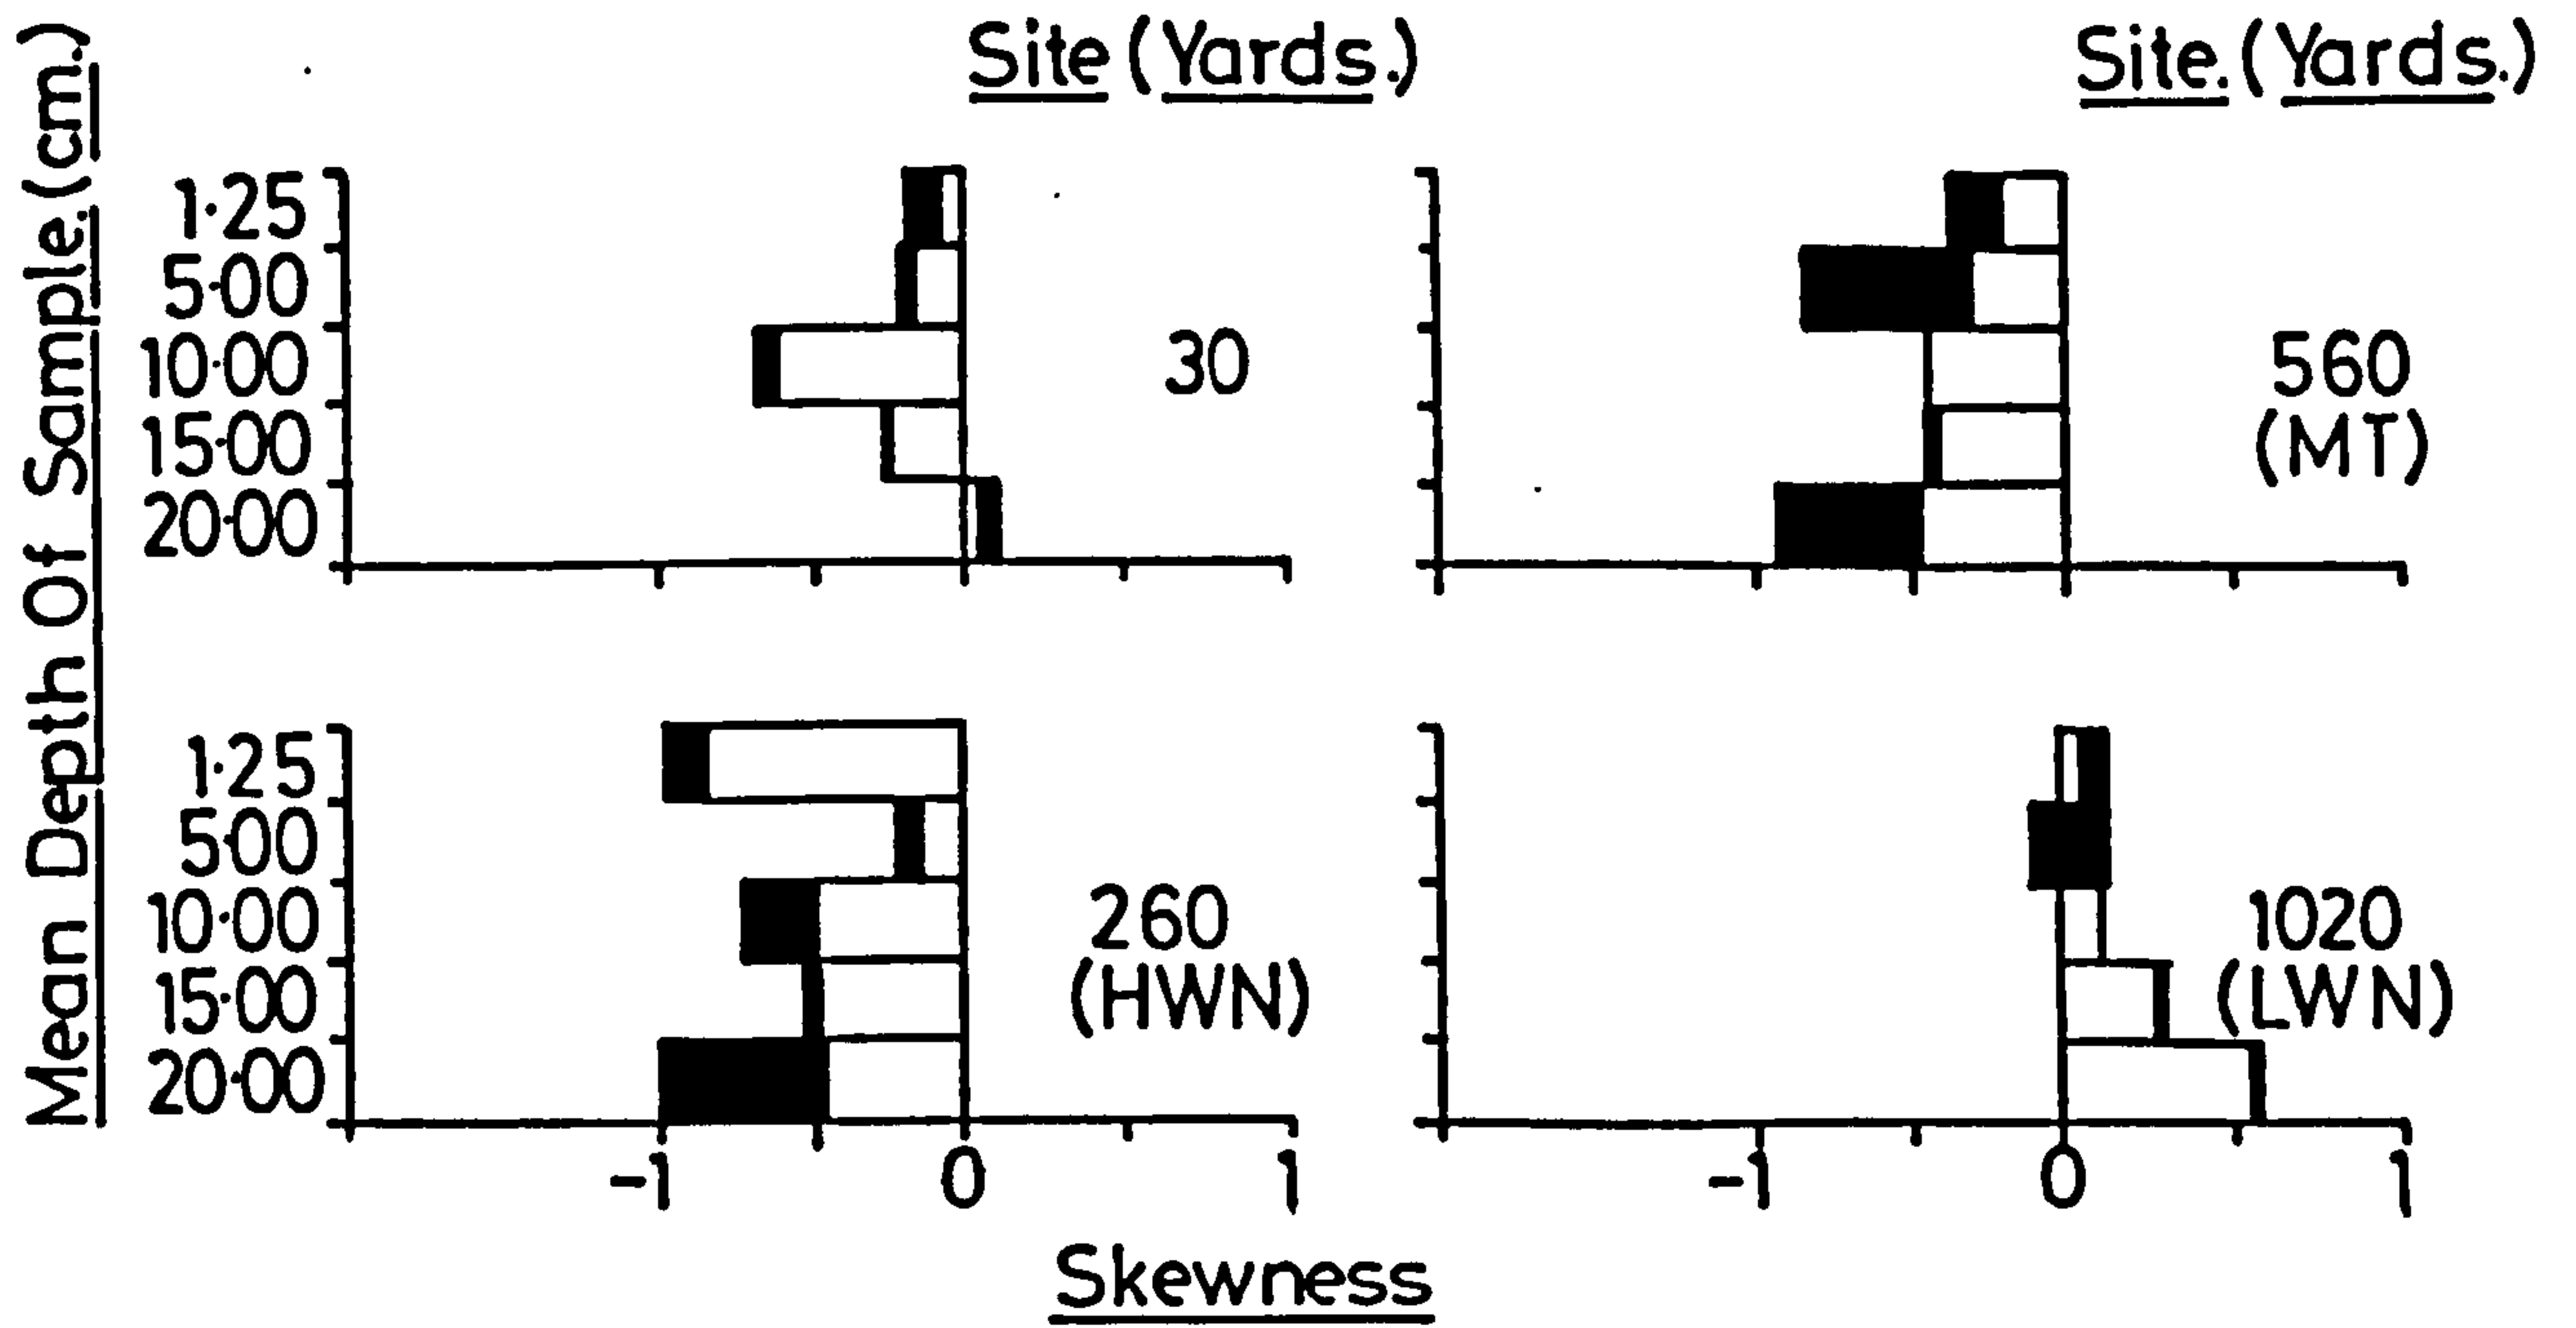 Site (Yards.)
Site. (Yards.)
Mean Depth Of Sample. (cm.)
1·25
5·00
10·00
15·00
20·00
30
560
(MT)
1·25
5·00
10·00
15·00
20·00
260
(HWN)
1020
(LWN)
-1
0
1
-1
0
1
Skewness